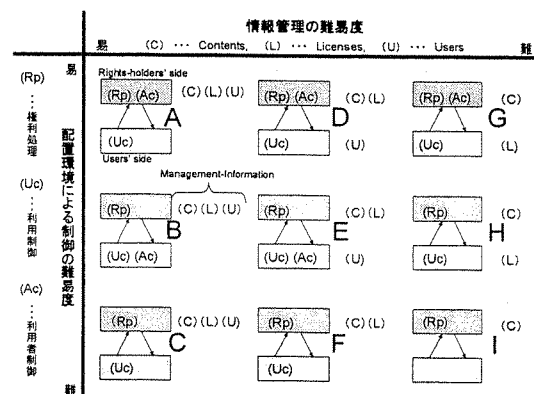 情報管理の難易度
易 (C) … Contents, (L) … Licenses, (U) … Users 難
易
(Rp) … 権利処理
(Uc) … 利用制御
(Ac) … 利用者制御
配置環境による制御の難易度
難
Rights-holders' side
(Rp) (Ac) (C) (L) (U)
A
(Uc)
Users' side
(Rp) (Ac) (C) (L)
D
(Uc) (U)
(Rp) (Ac) (C)
G
(Uc) (L)
Management-Information
(Rp) (C) (L) (U)
B
(Uc) (Ac)
(Rp) (C) (L)
E
(Uc) (Ac) (U)
(Rp) (C)
H
(Uc) (L)
(Rp) (C) (L) (U)
C
(Uc)
(Rp) (C) (L)
F
(Uc)
(Rp) (C)
I